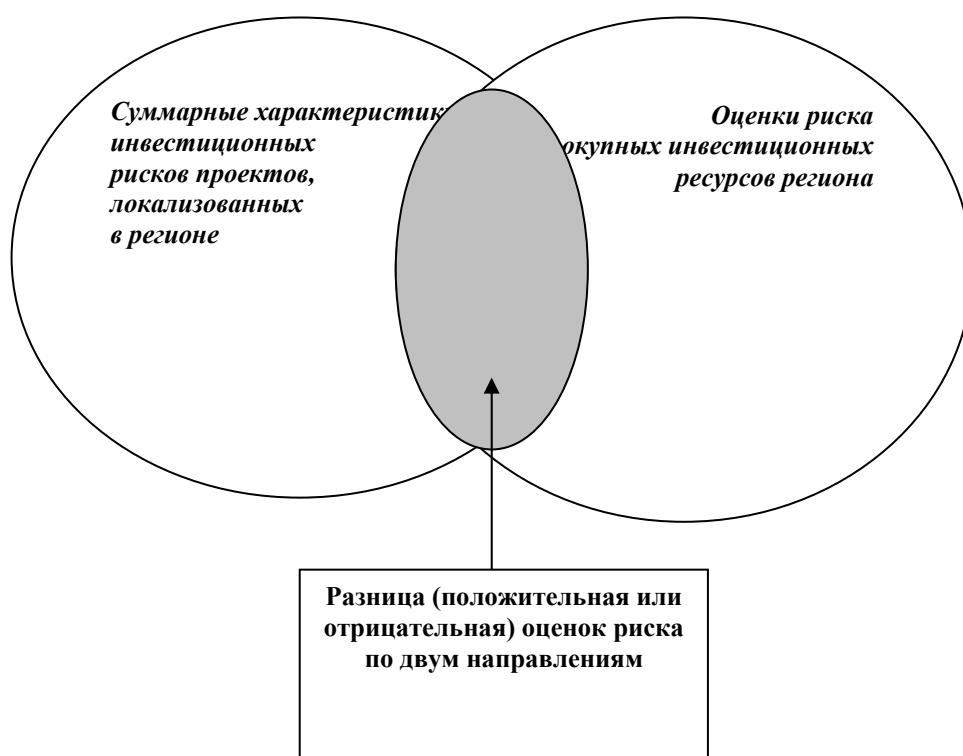 Суммарные характеристик
инвестиционных
рисков проектов,
локализованных
в регионе
Оценки риска
окупных инвестиционных
ресурсов региона
Разница (положительная или
отрицательная) оценок риска
по двум направлениям